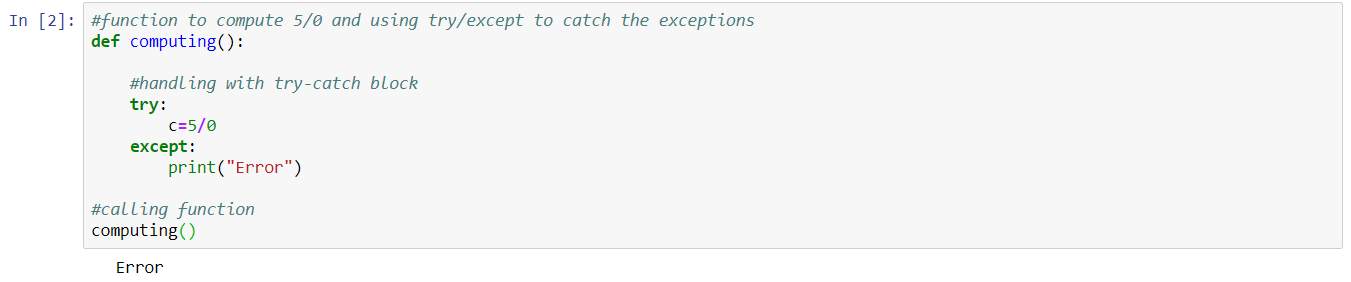 In [2]: #function to compute 5/0 and using try/except to catch the exceptions
def computing():
#handling with try-catch block
try:
c=5/0
except:
print("Error")
#calling function
computing()
Error